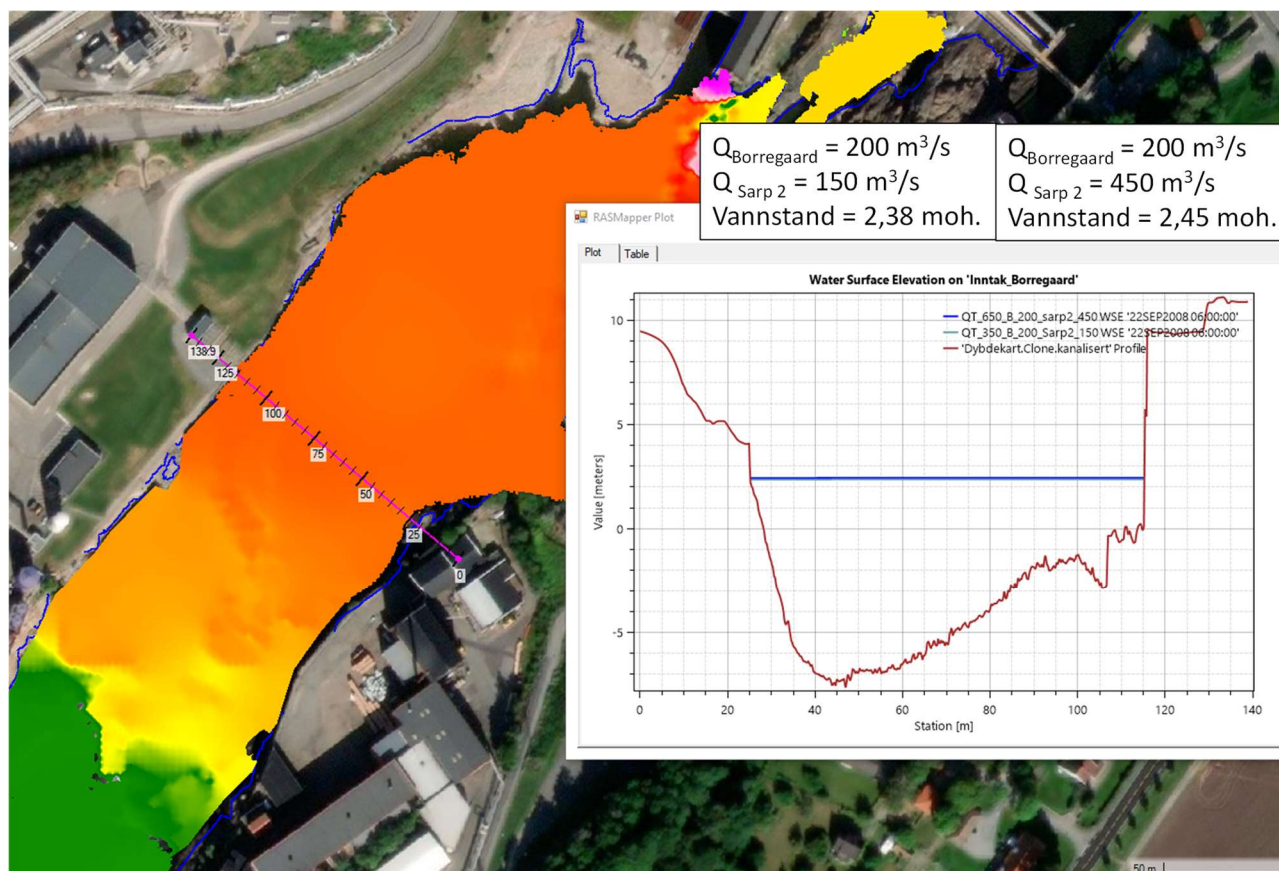 Q Borregaard = 200 m³/s
Q Sarp 2 = 150 m³/s
Vannstand = 2,38 moh.
Q Borregaard = 200 m³/s
Q Sarp 2 = 450 m³/s
Vannstand = 2,45 moh.
RASMapper Plot
Plot
Table
Water Surface Elevation on 'Inntak_Borregaard'
QT_650_B_200_sarp2_450 WSE '22SEP2008 06:00:00'
QT_350_B_200_Sarp2_150 WSE '22SEP2008 06:00:00'
'Dybdekart.Clone.kanalisert' Profile
Value [meters]
10
5
0
-5
0
20
40
60
80
100
120
140
Station [m]
138.9
125
100
75
50
25
0
50 m